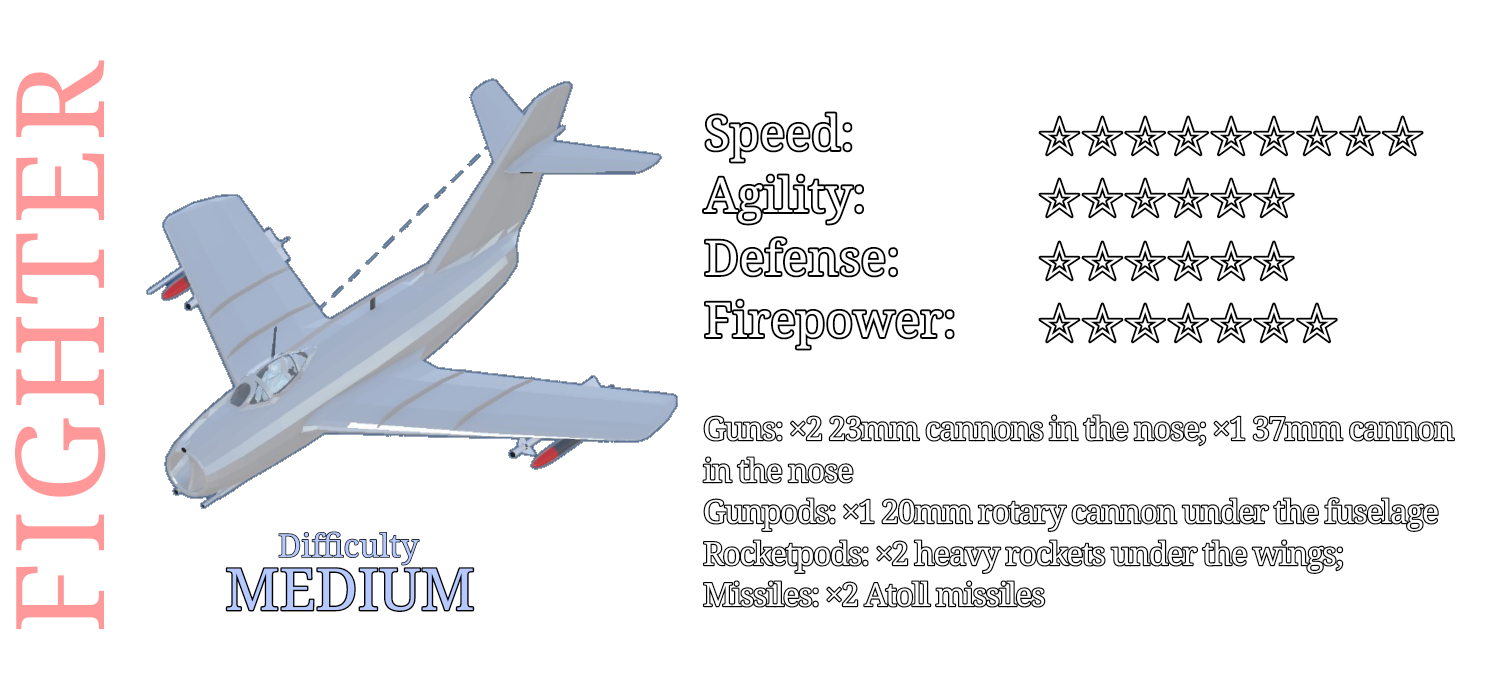 FIGHTER
Difficulty
MEDIUM
Speed: ☆☆☆☆☆☆☆☆☆
Agility: ☆☆☆☆☆☆
Defense: ☆☆☆☆☆☆
Firepower: ☆☆☆☆☆☆☆
Guns: ×2 23mm cannons in the nose; ×1 37mm cannon
in the nose
Gunpods: ×1 20mm rotary cannon under the fuselage
Rocketpods: ×2 heavy rockets under the wings;
Missiles: ×2 Atoll missiles